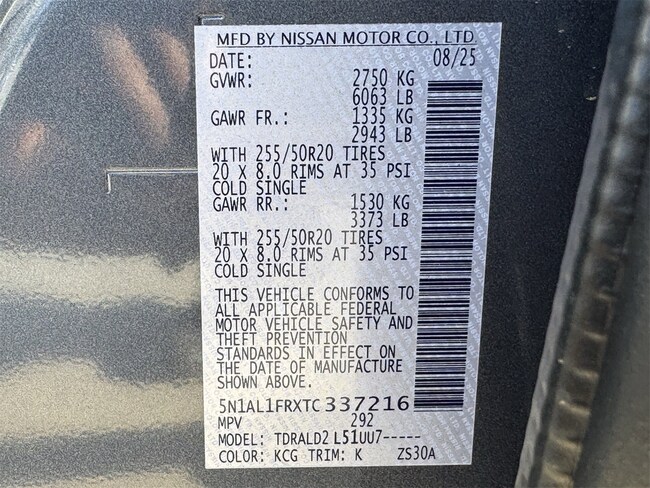 MFD BY NISSAN MOTOR CO., LTD.
DATE: 08/25
GVWR: 2750 KG
6063 LB
GAWR FR.: 1335 KG
2943 LB
WITH 255/50R20 TIRES
20 X 8.0 RIMS AT 35 PSI
COLD SINGLE
GAWR RR.: 1530 KG
3373 LB
WITH 255/50R20 TIRES
20 X 8.0 RIMS AT 35 PSI
COLD SINGLE
THIS VEHICLE CONFORMS TO
ALL APPLICABLE FEDERAL
MOTOR VEHICLE SAFETY AND
THEFT PREVENTION
STANDARDS IN EFFECT ON
THE DATE OF MANUFACTURE
SHOWN ABOVE.
5N1AL1FRXTC337216
MPV 292
MODEL: TDRALD2 L51UU7-----
COLOR: KCG TRIM: K ZS30A